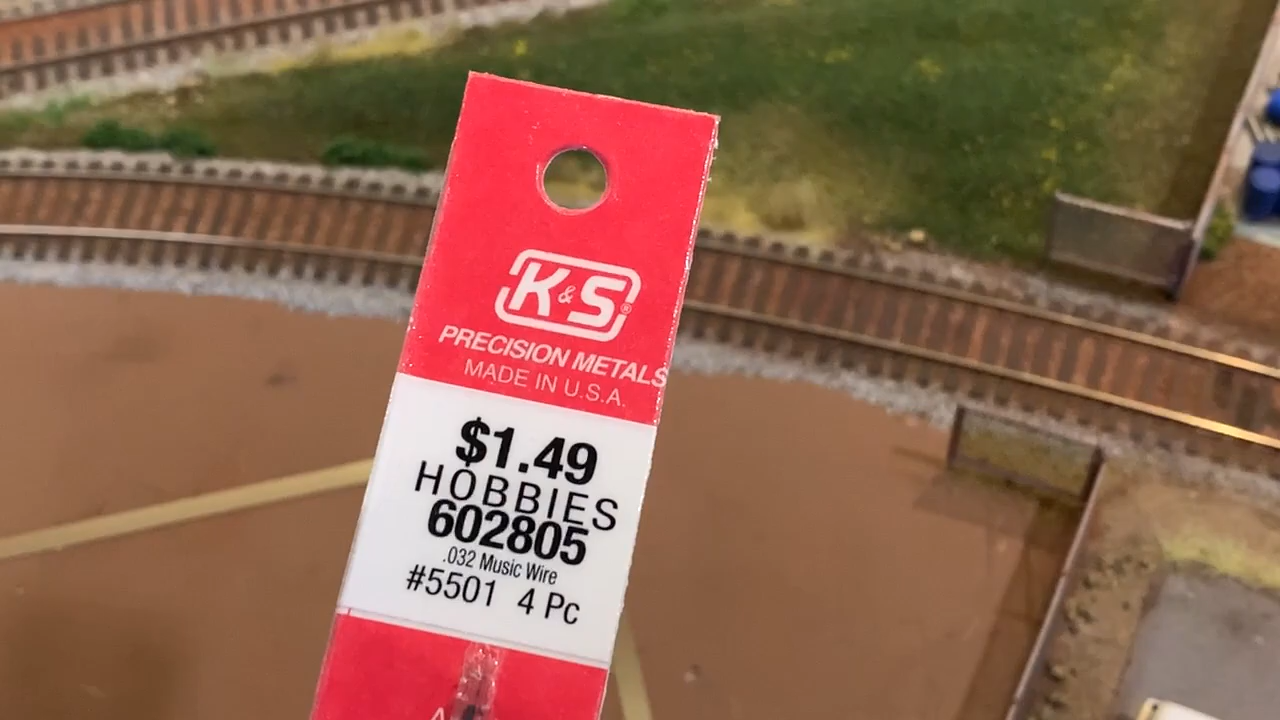 K&S®
PRECISION METALS
MADE IN U.S.A.
$1.49
HOBBIES
602805
.032 Music Wire
#5501 4 Pc